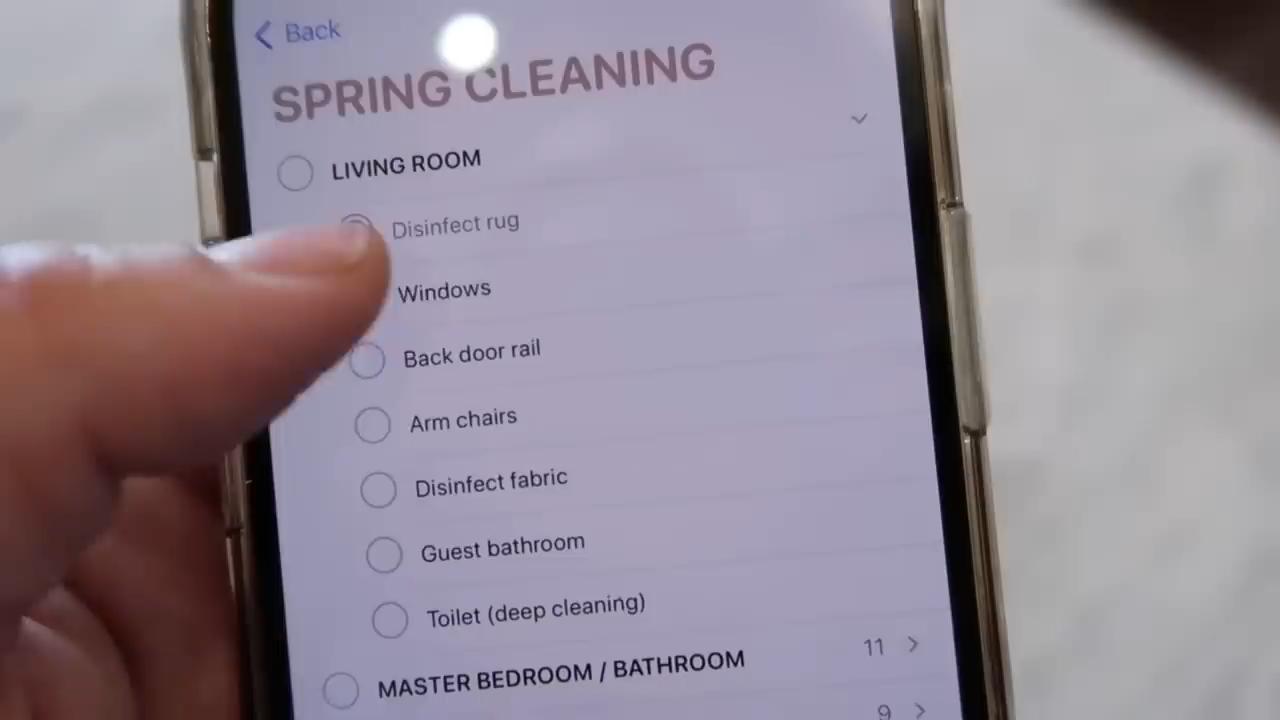 Back
SPRING CLEANING
LIVING ROOM
Disinfect rug
Windows
Back door rail
Arm chairs
Disinfect fabric
Guest bathroom
Toilet (deep cleaning)
MASTER BEDROOM / BATHROOM 11
9